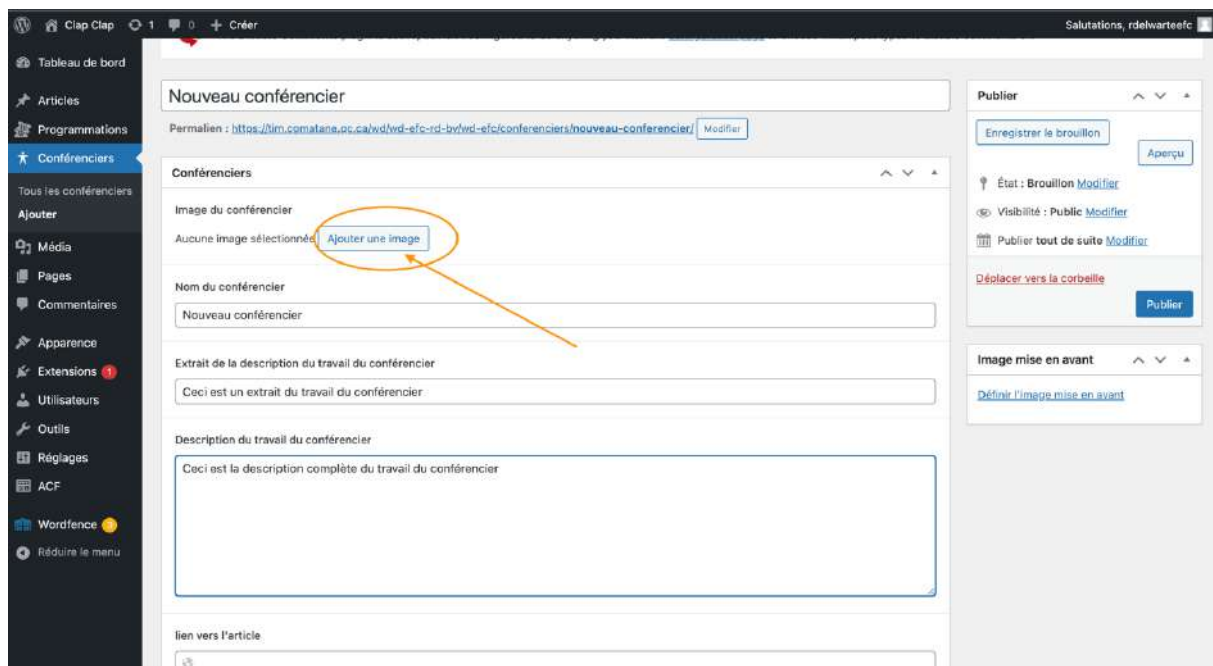 Clap Clap 1 0 + Créer
Salutations, rdelwarteefc
Tableau de bord
Articles
Programmations
Conférenciers
Tous les conférenciers
Ajouter
Média
Pages
Commentaires
Apparence
Extensions 1
Utilisateurs
Outils
Réglages
ACF
Wordfence 3
Réduire le menu
Nouveau conférencier
Permalien : https://tim.cgmatane.qc.ca/wd/wd-efc-rd-bv/wd-efc/conferenciers/nouveau-conferencier/ Modifier
Conférenciers
Image du conférencier
Aucune image sélectionnée Ajouter une image
Nom du conférencier
Nouveau conférencier
Extrait de la description du travail du conférencier
Ceci est un extrait du travail du conférencier
Description du travail du conférencier
Ceci est la description complète du travail du conférencier
lien vers l'article
Publier
Enregistrer le brouillon
Aperçu
État : Brouillon Modifier
Visibilité : Public Modifier
Publier tout de suite Modifier
Déplacer vers la corbeille
Publier
Image mise en avant
Définir l'image mise en avant